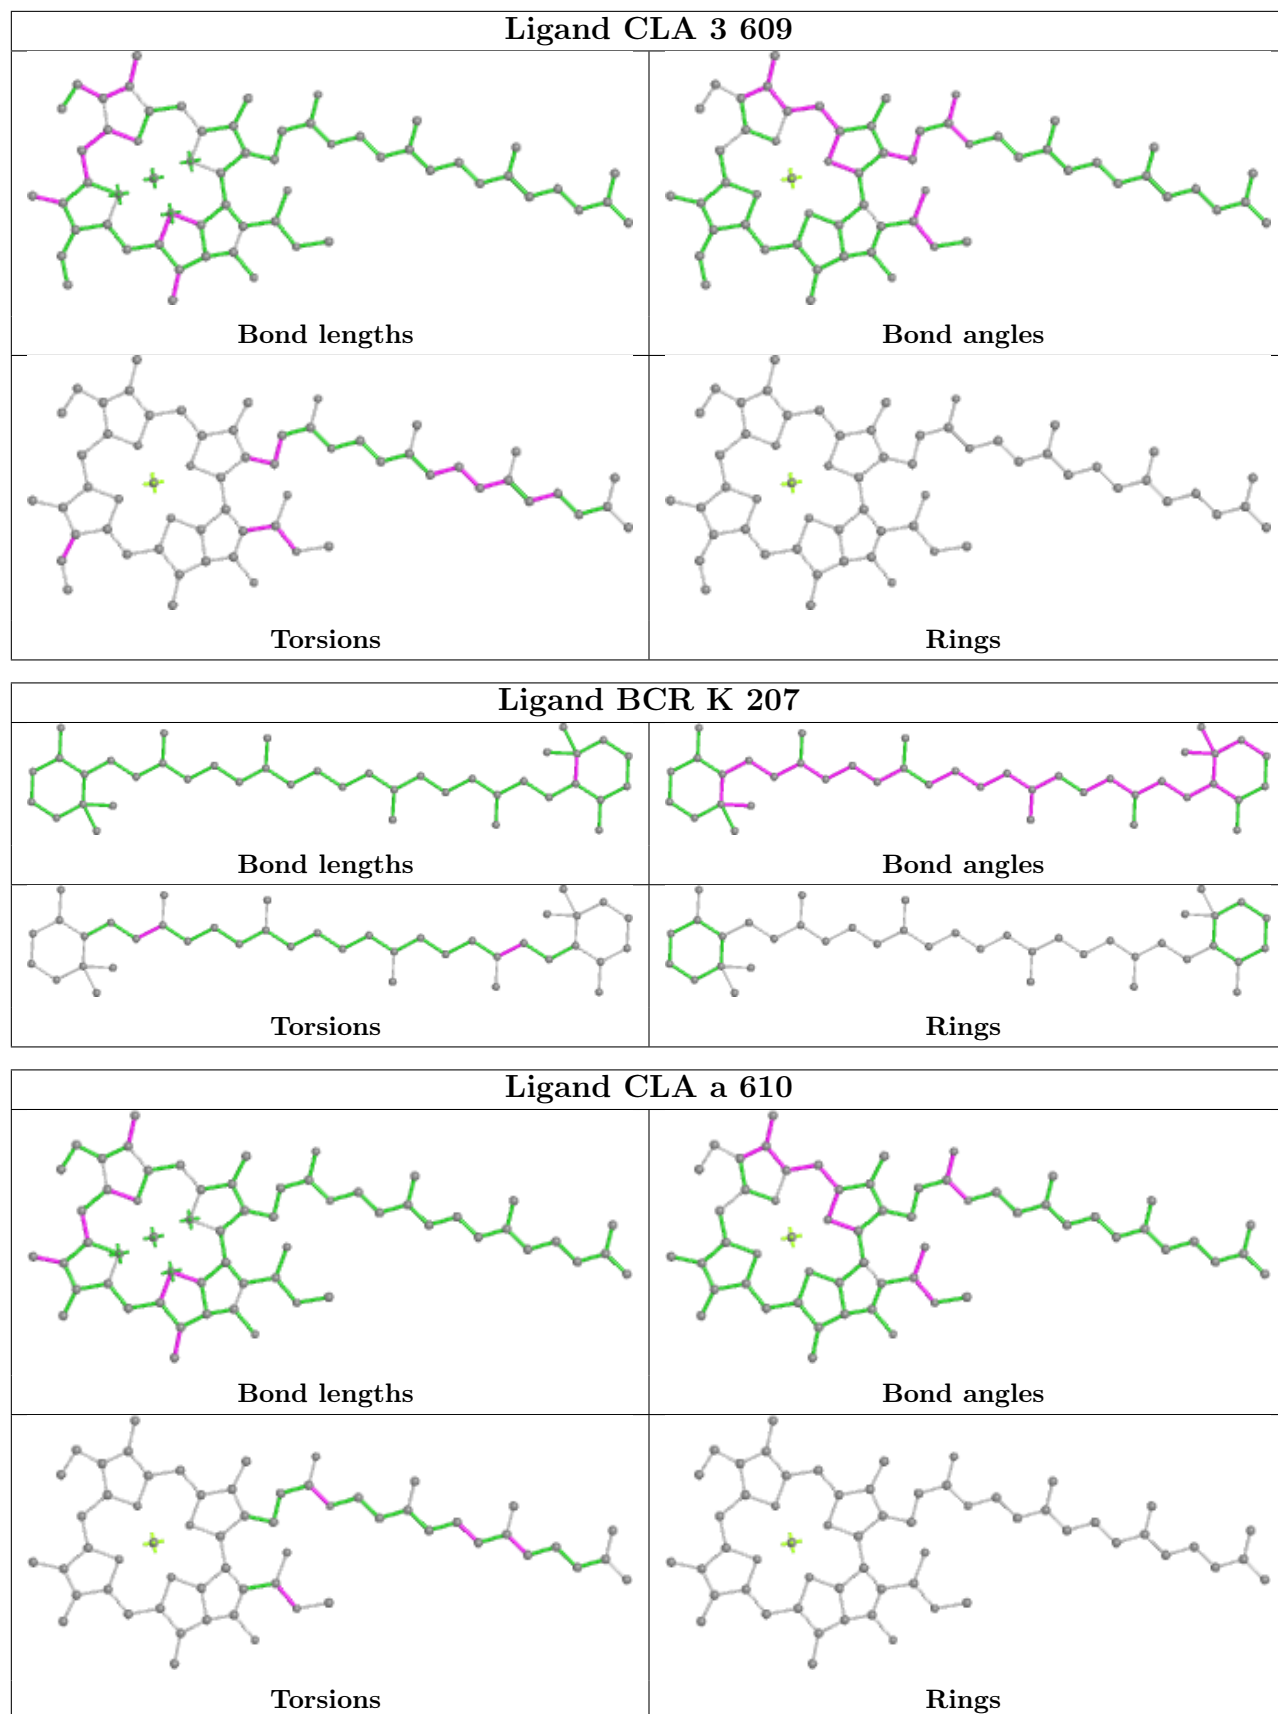 Ligand CLA 3 609
Bond lengths
Bond angles
Torsions
Rings
Ligand BCR K 207
Bond lengths
Bond angles
Torsions
Rings
Ligand CLA a 610
Bond lengths
Bond angles
Torsions
Rings